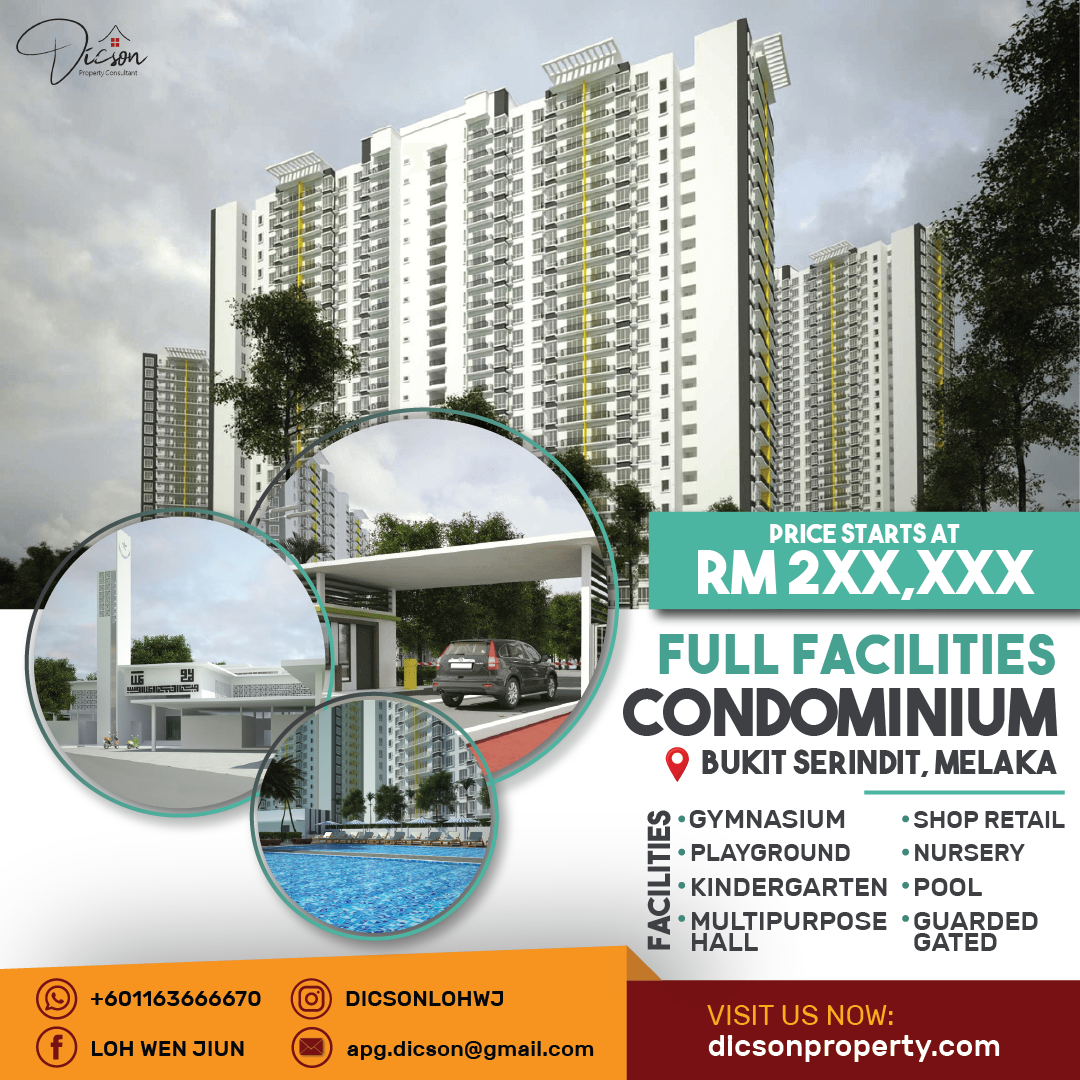 Dicson
Property Consultant
PRICE STARTS AT
RM 2XX,XXX
FULL FACILITIES
CONDOMINIUM
BUKIT SERINDIT, MELAKA
FACILITIES
• GYMNASIUM
• PLAYGROUND
• KINDERGARTEN
• MULTIPURPOSE
HALL
• SHOP RETAIL
• NURSERY
• POOL
• GUARDED
GATED
+601163666670
DICSONLOHWJ
LOH WEN JIUN
apg.dicson@gmail.com
VISIT US NOW:
dIcsonproperty.com